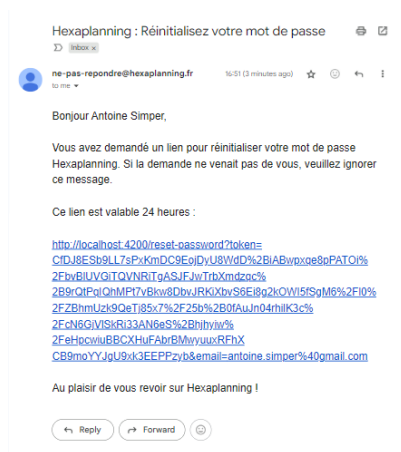 Hexaplanning : Réinitialisez votre mot de passe
Inbox x
ne-pas-repondre@hexaplanning.fr 16:51 (3 minutes ago)
to me
Bonjour Antoine Simper,
Vous avez demandé un lien pour réinitialiser votre mot de passe
Hexaplanning. Si la demande ne venait pas de vous, veuillez ignorer
ce message.
Ce lien est valable 24 heures :
http://localhost:4200/reset-password?token=
CfDJ8ESb9LL7sPxKmDC9EojDyU8WdD%2BiABwpxqe8pPATOi%
2FbvBlUVGiTQVNRiTgASJFJwTrbXmdzqc%
2B9rQtPqlQhMPt7vBkw8DbvJRKiXbvS6Ei8g2kOWl5fSgM6%2Fl0%
2FZBhmUzk9QeTj85x7%2F25b%2B0fAuJn04rhilK3c%
2FcN6GjVlSkRi33AN6eS%2Bhjhyiw%
2FeHpcwiuBBCXHuFAbrBMwyuuxRFhX
CB9moYYJgU9xk3EEPPzyb&email=antoine.simper%40gmail.com
Au plaisir de vous revoir sur Hexaplanning !
Reply Forward